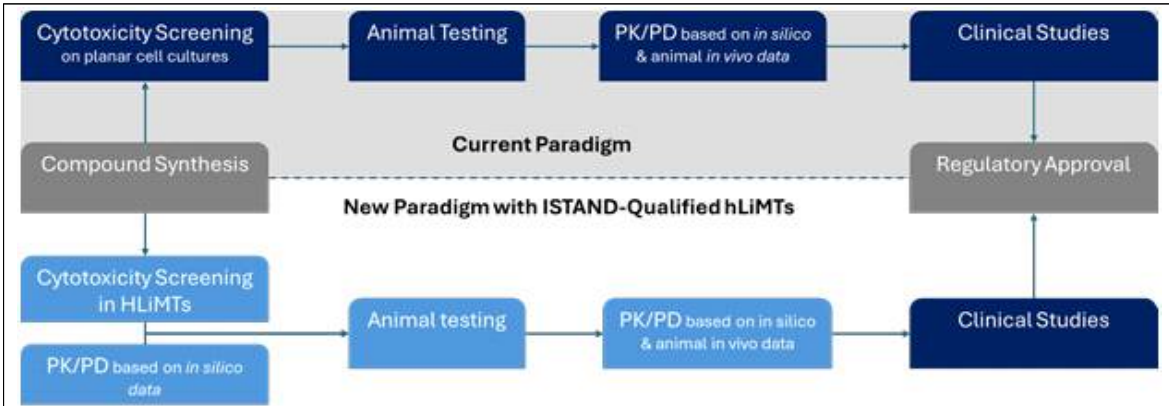 Cytotoxicity Screening
on planar cell cultures
Animal Testing
PK/PD based on in silico
& animal in vivo data
Clinical Studies
Current Paradigm
Compound Synthesis
Regulatory Approval
New Paradigm with ISTAND-Qualified hLiMTs
Cytotoxicity Screening
in HLiMTs
Animal testing
PK/PD based on in silico
& animal in vivo data
Clinical Studies
PK/PD based on in silico
data